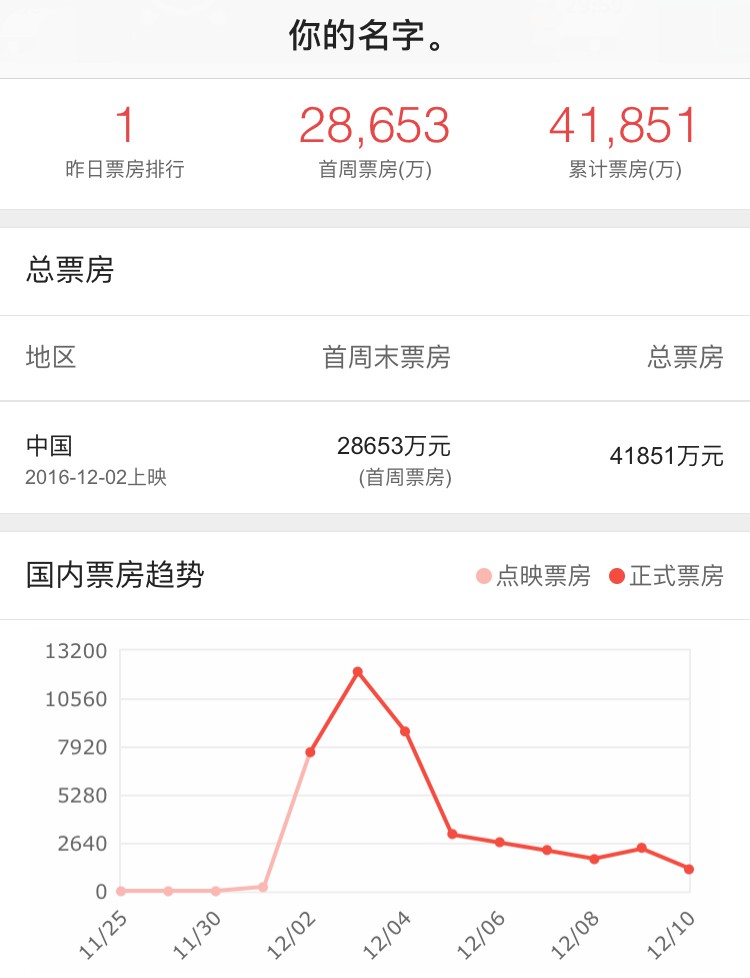 你的名字。
1 28,653 41,851
昨日票房排行 首周票房(万) 累计票房(万)
总票房
地区 首周末票房 总票房
中国 28653万元 41851万元
2016-12-02上映 (首周票房)
国内票房趋势 点映票房 正式票房
13200
10560
7920
5280
2640
0
11/25 11/30 12/02 12/04 12/06 12/08 12/10